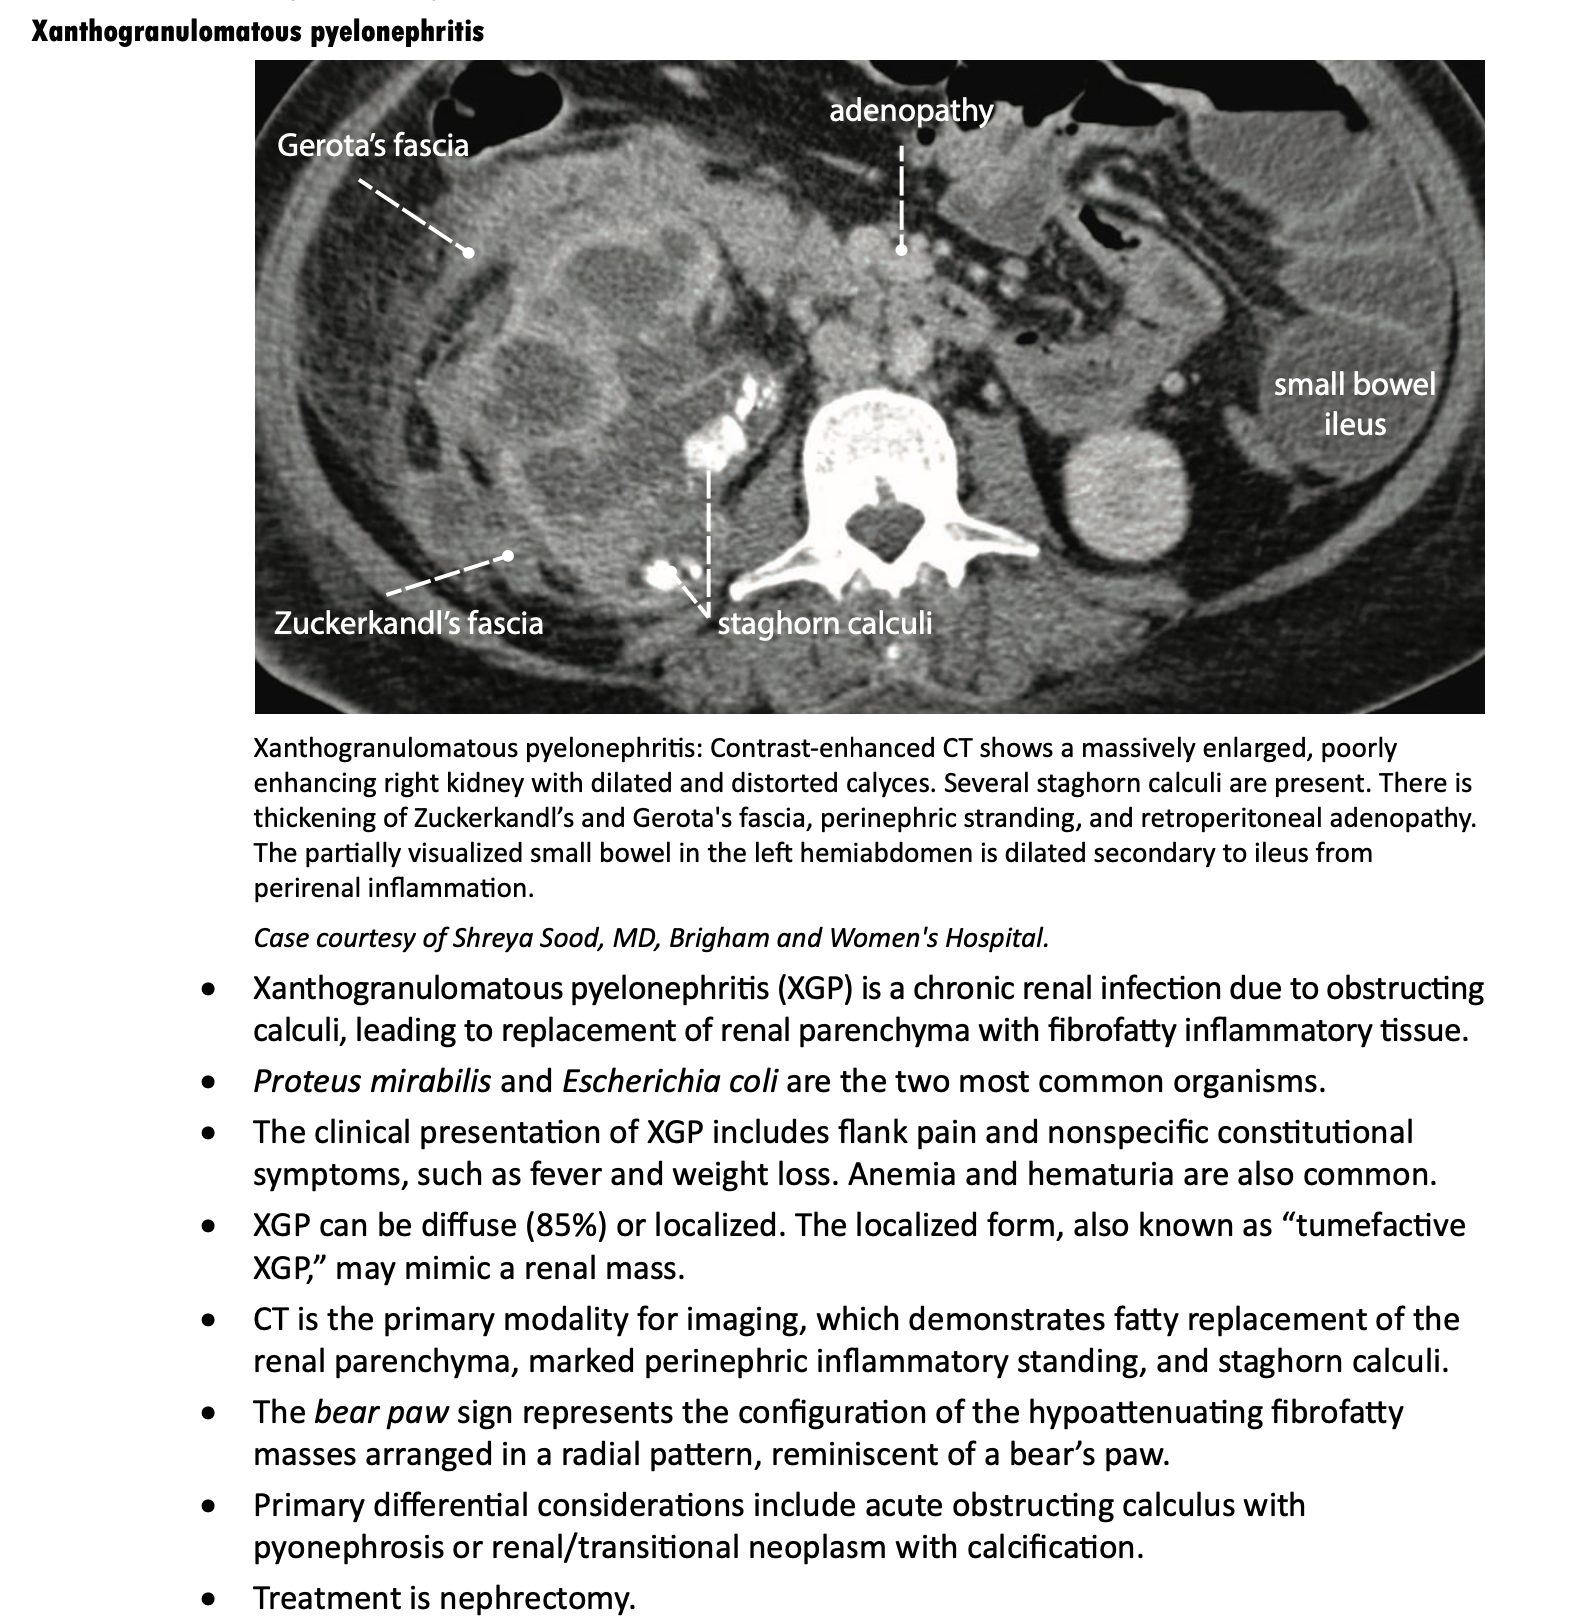 Xanthogranulomatous pyelonephritis
adenopathy
Gerota's fascia
small bowel
ileus
Zuckerkandl's fascia
staghorn calculi
Xanthogranulomatous pyelonephritis: Contrast-enhanced CT shows a massively enlarged, poorly
enhancing right kidney with dilated and distorted calyces. Several staghorn calculi are present. There is
thickening of Zuckerkandl's and Gerota's fascia, perinephric stranding, and retroperitoneal adenopathy.
The partially visualized small bowel in the left hemiabdomen is dilated secondary to ileus from
perirenal inflammation.
Case courtesy of Shreya Sood, MD, Brigham and Women's Hospital.
• Xanthogranulomatous pyelonephritis (XGP) is a chronic renal infection due to obstructing
calculi, leading to replacement of renal parenchyma with fibrofatty inflammatory tissue.
• Proteus mirabilis and Escherichia coli are the two most common organisms.
• The clinical presentation of XGP includes flank pain and nonspecific constitutional
symptoms, such as fever and weight loss. Anemia and hematuria are also common.
• XGP can be diffuse (85%) or localized. The localized form, also known as “tumefactive
XGP,” may mimic a renal mass.
• CT is the primary modality for imaging, which demonstrates fatty replacement of the
renal parenchyma, marked perinephric inflammatory standing, and staghorn calculi.
• The bear paw sign represents the configuration of the hypoattenuating fibrofatty
masses arranged in a radial pattern, reminiscent of a bear's paw.
• Primary differential considerations include acute obstructing calculus with
pyonephrosis or renal/transitional neoplasm with calcification.
• Treatment is nephrectomy.